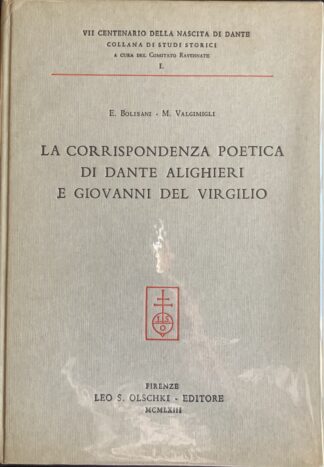 VII CENTENARIO DELLA NASCITA DI DANTE
COLLANA DI STUDI STORICI
A CURA DEL COMITATO RAVENNATE
I.
E. BOLISANI - M. VALGIMIGLI
LA CORRISPONDENZA POETICA
DI DANTE ALIGHIERI
E GIOVANNI DEL VIRGILIO
L S
O
FIRENZE
LEO S. OLSCHKI - EDITORE
MCMLXIII